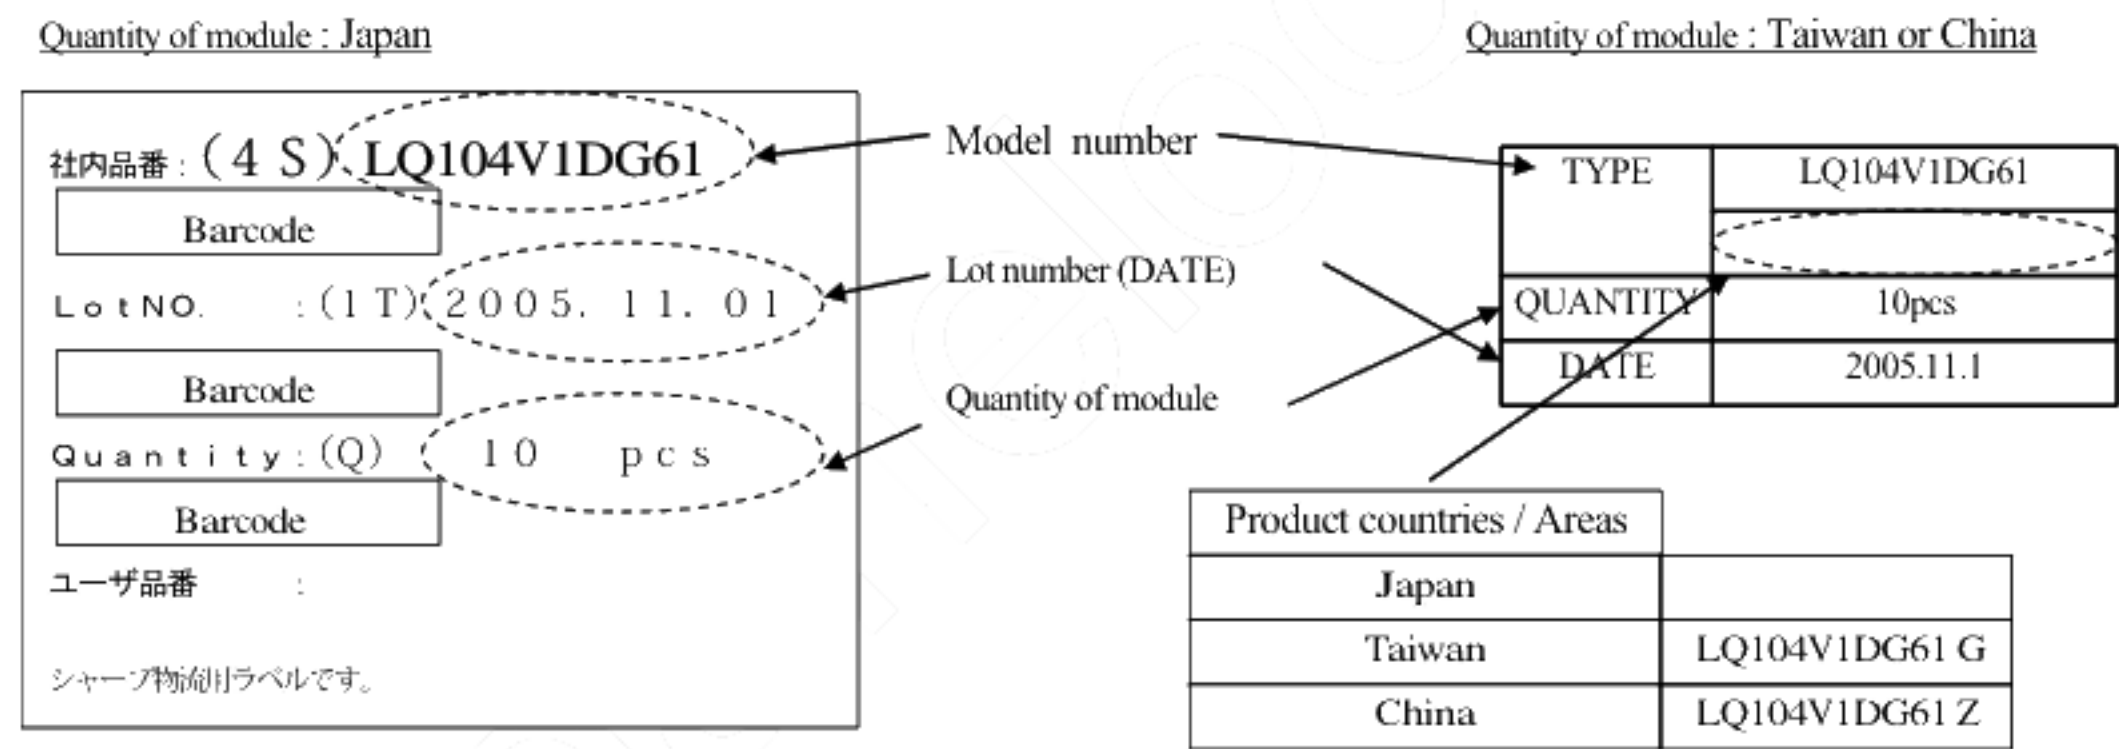 Quantity of module : Japan
社内品番 : (4 S) LQ104V1DG61
Barcode
LotNO. : (1T) 2005. 11. 01
Barcode
Quantity : (Q) 10 pcs
Barcode
ユーザ品番 :
シャープ物流用ラベルです。
Model number
Lot number (DATE)
Quantity of module
Quantity of module : Taiwan or China
TYPE LQ104V1DG61
QUANTITY 10pcs
DATE 2005.11.1
Product countries / Areas
Japan
Taiwan LQ104V1DG61 G
China LQ104V1DG61 Z